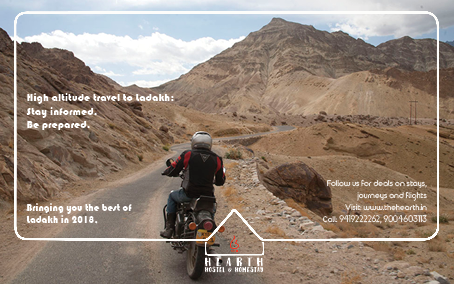 High altitude travel to Ladakh:
Stay informed.
Be prepared.
Follow us for deals on stays,
journeys and flights
Visit: www.thehearth.in
Call: 9419222262, 9004603113
Bringing you the best of
Ladakh in 2018.
HEARTH
HOSTEL & HOMESTAY